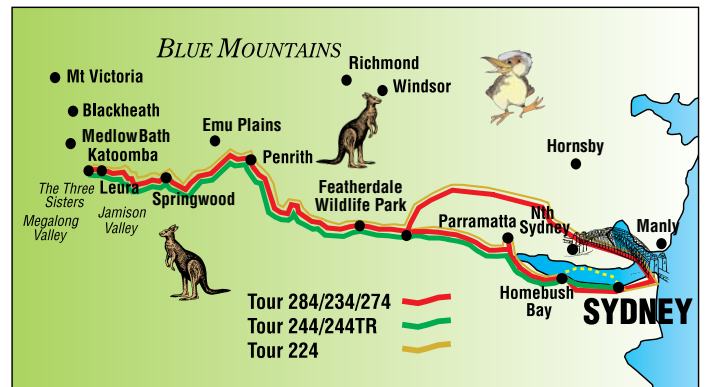 BLUE MOUNTAINS
Richmond
Windsor
Mt Victoria
Blackheath
Medlow Bath
Katoomba
Emu Plains
Penrith
Hornsby
The Three
Sisters
Leura
Springwood
Megalong
Valley
Jamison
Valley
Featherdale
Wildlife Park
Parramatta
Nth
Sydney
Manly
Homebush
Bay
SYDNEY
Tour 284/234/274
Tour 244/244TR
Tour 224